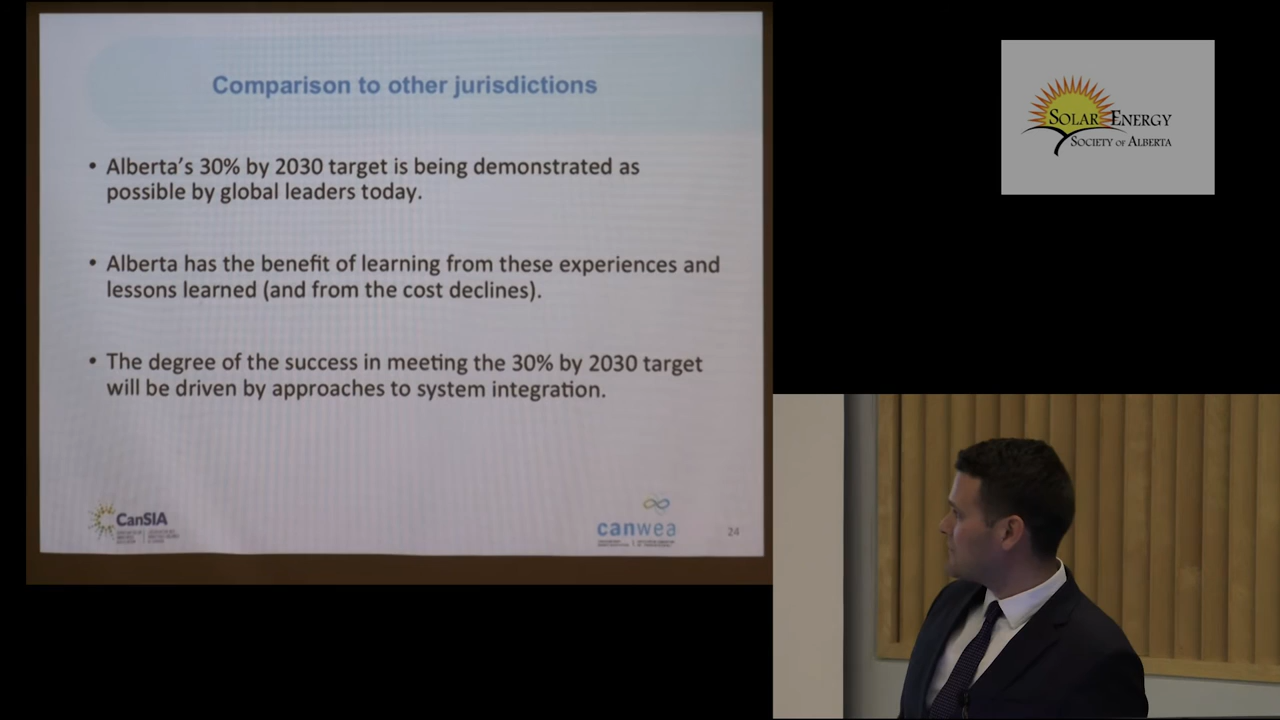 Comparison to other jurisdictions
• Alberta's 30% by 2030 target is being demonstrated as
possible by global leaders today.
• Alberta has the benefit of learning from these experiences and
lessons learned (and from the cost declines).
• The degree of the success in meeting the 30% by 2030 target
will be driven by approaches to system integration.
CanSIA
canwea
24
SOLAR ENERGY
SOCIETY OF ALBERTA